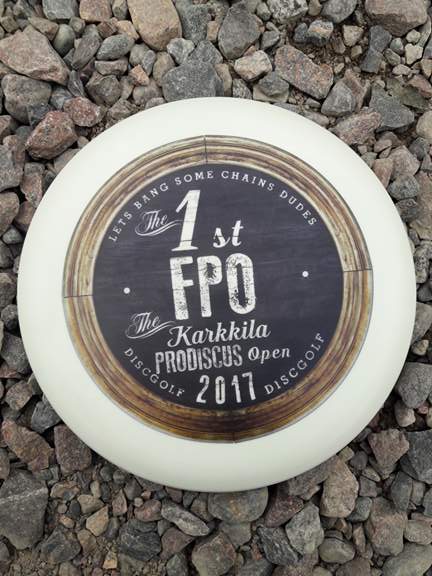 LETS BANG SOME CHAINS DUDES
The 1st
FPO
The Karkkila
PRODISCUS Open
DISCGOLF 2017 DISCGOLF